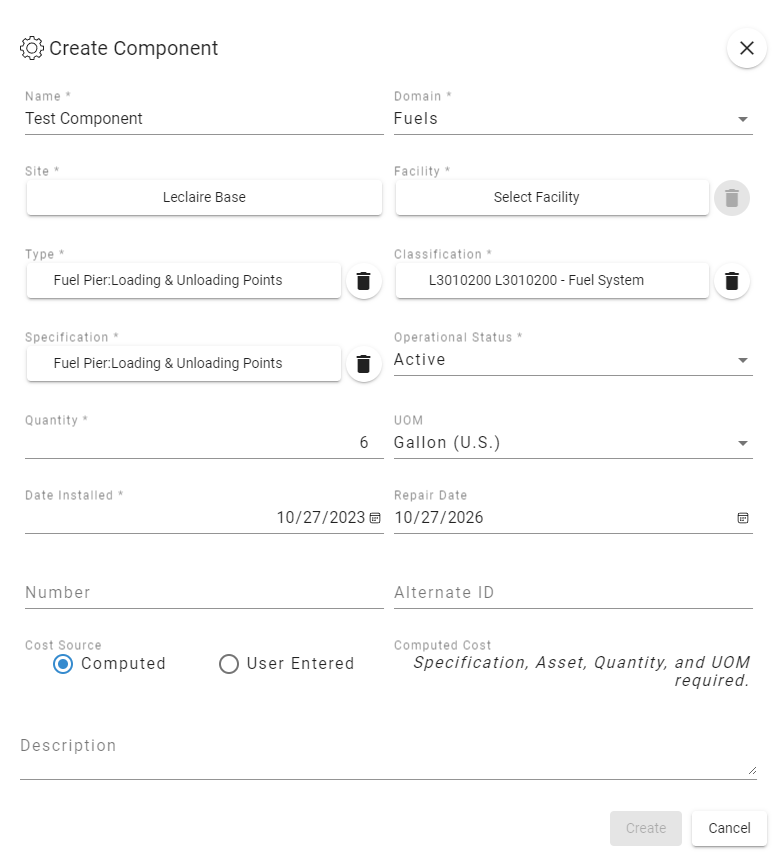 Create Component
Name * Domain *
Test Component Fuels
Site * Facility *
Leclaire Base Select Facility
Type * Classification *
Fuel Pier:Loading & Unloading Points L3010200 L3010200 - Fuel System
Specification * Operational Status *
Fuel Pier:Loading & Unloading Points Active
Quantity * UOM
6 Gallon (U.S.)
Date Installed * Repair Date
10/27/2023 10/27/2026
Number Alternate ID
Cost Source Computed Cost
Computed User Entered Specification, Asset, Quantity, and UOM
required.
Description
Create Cancel